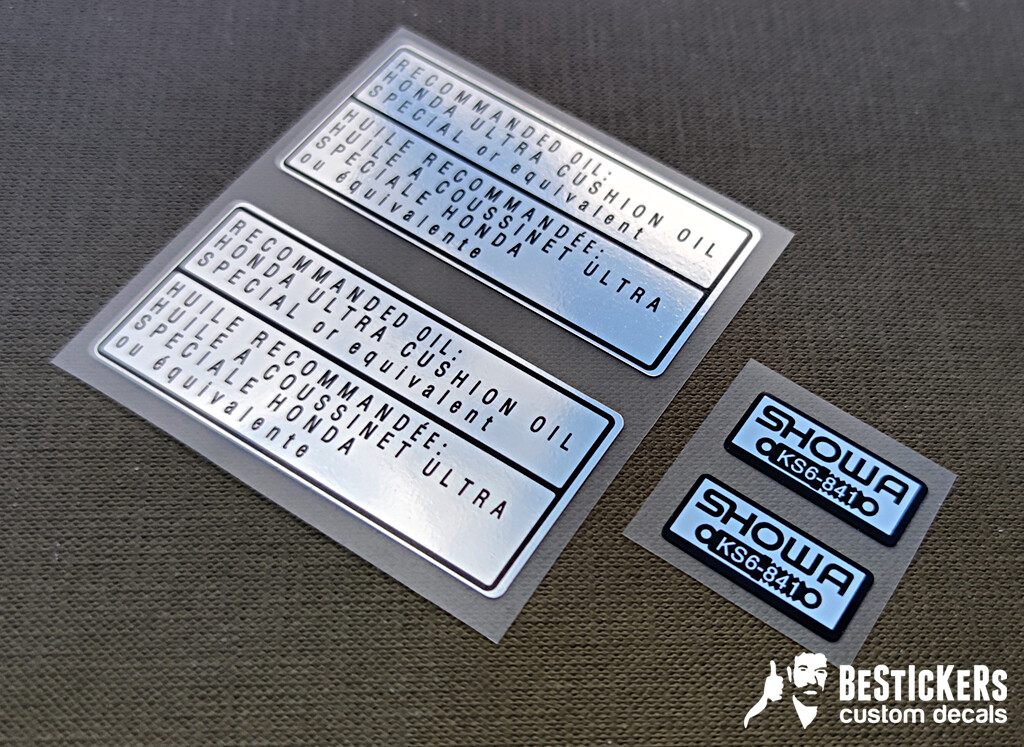 RECOMMANDED OIL:
HONDA ULTRA CUSHION OIL
SPECIAL or equivalent
HUILE RECOMMANDÉE:
HUILE A COUSSINET ULTRA
SPECIALE HONDA
ou équivalente
RECOMMANDED OIL:
HONDA ULTRA CUSHION OIL
SPECIAL or equivalent
HUILE RECOMMANDÉE:
HUILE A COUSSINET ULTRA
SPECIALE HONDA
ou équivalente
SHOWA
KS6-841
SHOWA
KS6-841
BESTICKERS
custom decals